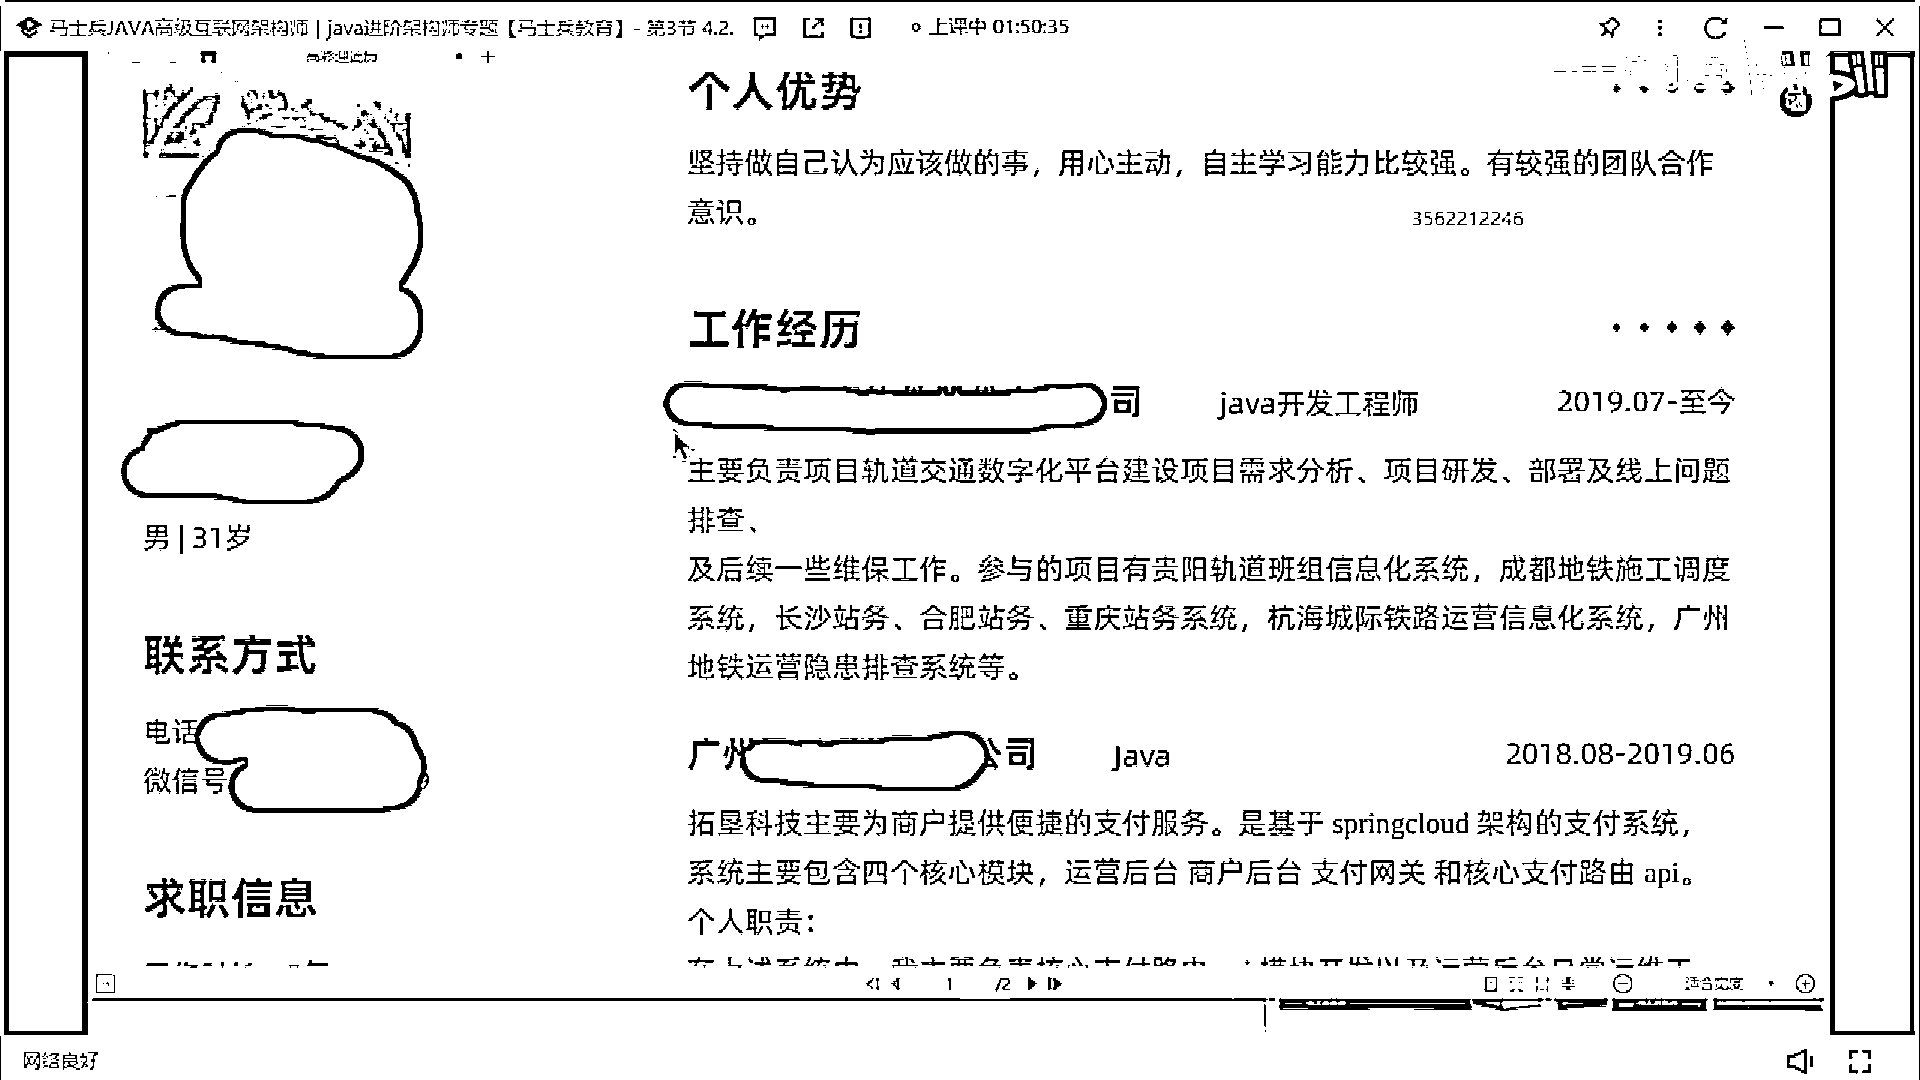 马士兵JAVA高级互联网架构师 | java进阶架构师专题【马士兵教育】 - 第3节 4.2.
上课中 01:50:35
个人优势
坚持做自己认为应该做的事，用心主动，自主学习能力比较强。有较强的团队合作
意识。
3562212246
工作经历
司 java开发工程师 2019.07-至今
主要负责项目轨道交通数字化平台建设项目需求分析、项目研发、部署及线上问题
排查、
及后续一些维保工作。参与的项目有贵阳轨道班组信息化系统，成都地铁施工调度
系统，长沙站务、合肥站务、重庆站务系统，杭海城际铁路运营信息化系统，广州
地铁运营隐患排查系统等。
广州 公司 Java 2018.08-2019.06
拓垦科技主要为商户提供便捷的支付服务。是基于 springcloud 架构的支付系统，
系统主要包含四个核心模块，运营后台 商户后台 支付网关 和核心支付路由 api。
个人职责：
男 | 31岁
联系方式
电话
微信号
求职信息
1 /2
适合宽度
网络良好